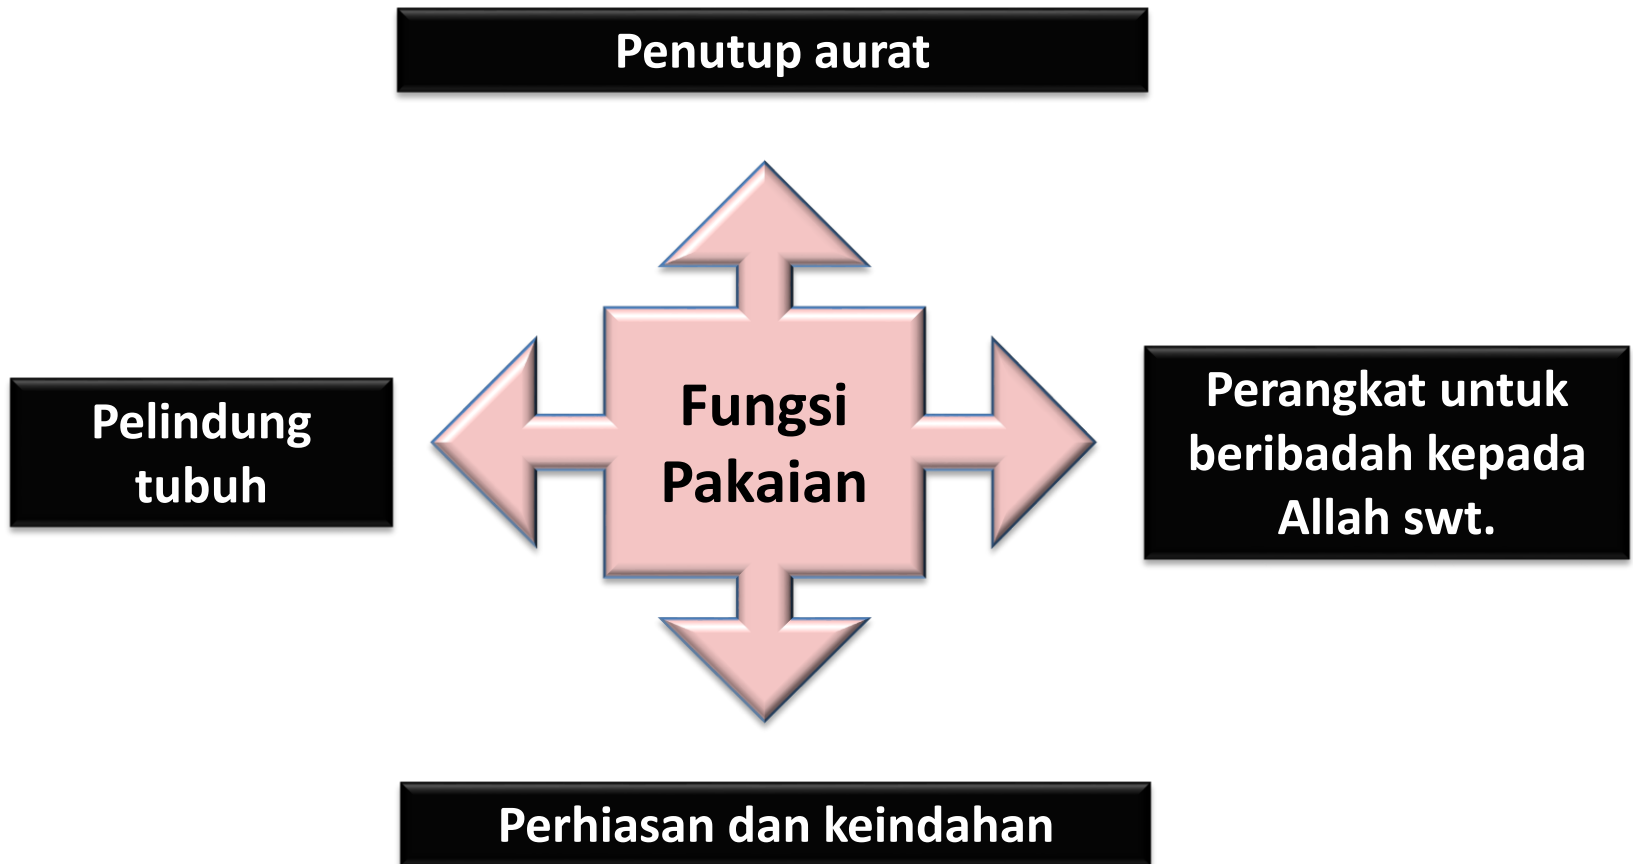 Penutup aurat
Pelindung
tubuh
Fungsi
Pakaian
Perangkat untuk
beribadah kepada
Allah swt.
Perhiasan dan keindahan